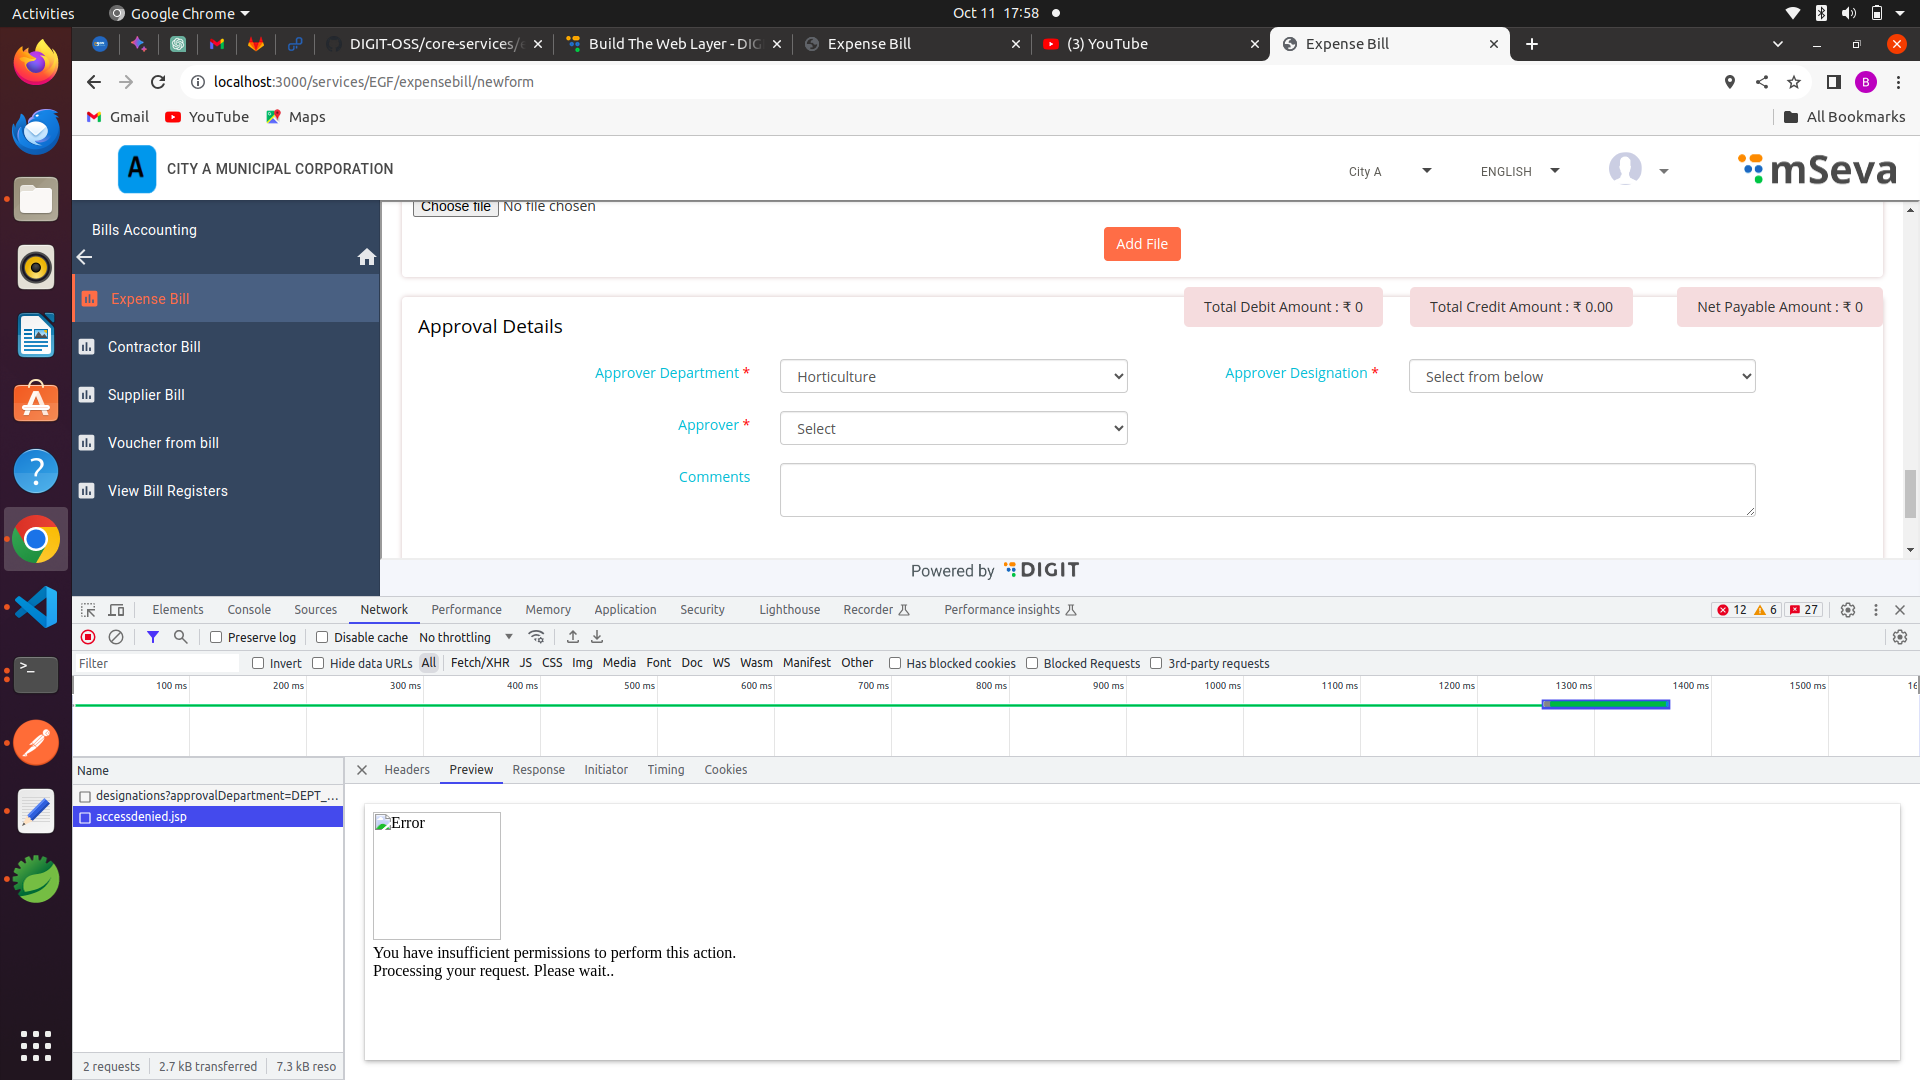 Activities
Google Chrome
Oct 11 17:58
DIGIT-OSS/core-services/e
Build The Web Layer - DIG
Expense Bill
(3) YouTube
Expense Bill
localhost:3000/services/EGF/expensebill/newform
B
Gmail
YouTube
Maps
All Bookmarks
A
CITY A MUNICIPAL CORPORATION
City A
ENGLISH
mSeva
Bills Accounting
Expense Bill
Contractor Bill
Supplier Bill
Voucher from bill
View Bill Registers
Choose file No file chosen
Add File
Total Debit Amount : ₹ 0
Total Credit Amount : ₹ 0.00
Net Payable Amount : ₹ 0
Approval Details
Approver Department *
Horticulture
Approver Designation *
Select from below
Approver *
Select
Comments
Powered by DIGIT
Elements
Console
Sources
Network
Performance
Memory
Application
Security
Lighthouse
Recorder
Performance insights
12
6
27
Preserve log
Disable cache
No throttling
Filter
Invert
Hide data URLs
All
Fetch/XHR
JS
CSS
Img
Media
Font
Doc
WS
Wasm
Manifest
Other
Has blocked cookies
Blocked Requests
3rd-party requests
100 ms
200 ms
300 ms
400 ms
500 ms
600 ms
700 ms
800 ms
900 ms
1000 ms
1100 ms
1200 ms
1300 ms
1400 ms
1500 ms
Name
Headers
Preview
Response
Initiator
Timing
Cookies
designations?approvalDepartment=DEPT_...
accessdenied.jsp
Error
You have insufficient permissions to perform this action.
Processing your request. Please wait..
2 requests
2.7 kB transferred
7.3 kB reso